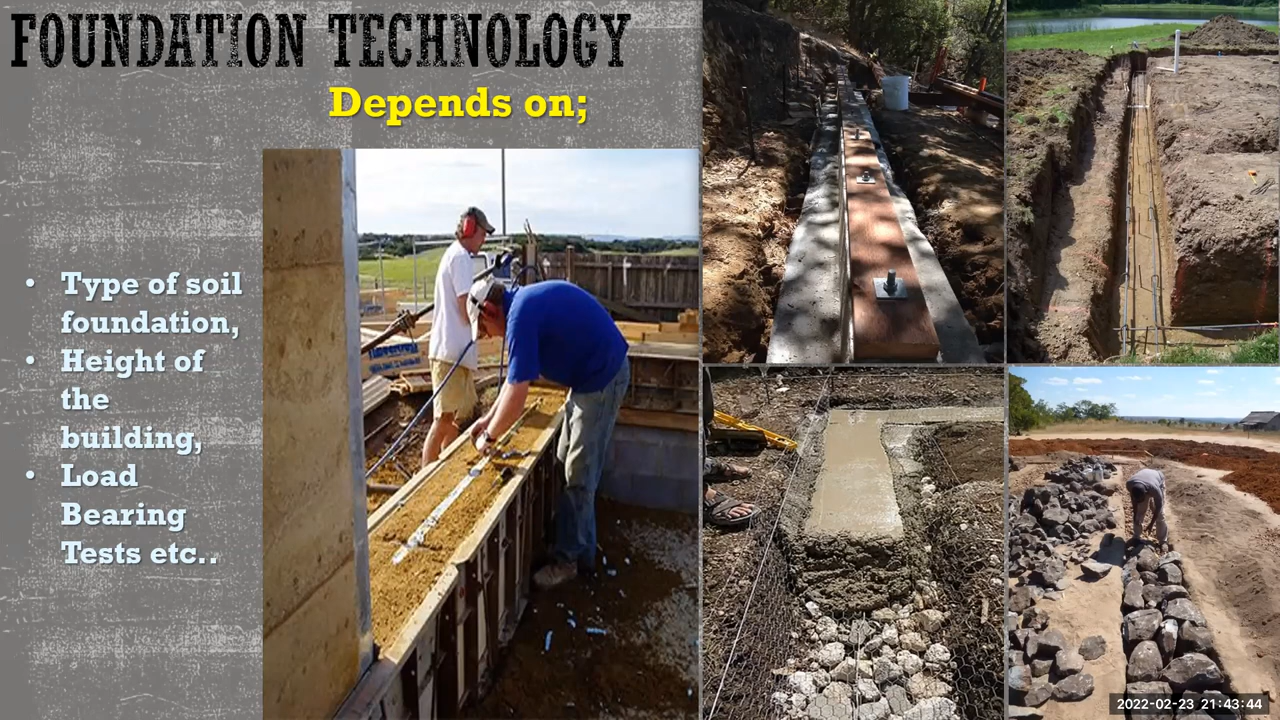 FOUNDATION TECHNOLOGY
Depends on;
• Type of soil
foundation,
• Height of
the
building,
• Load
Bearing
Tests etc..
2022-02-23 21:43:44